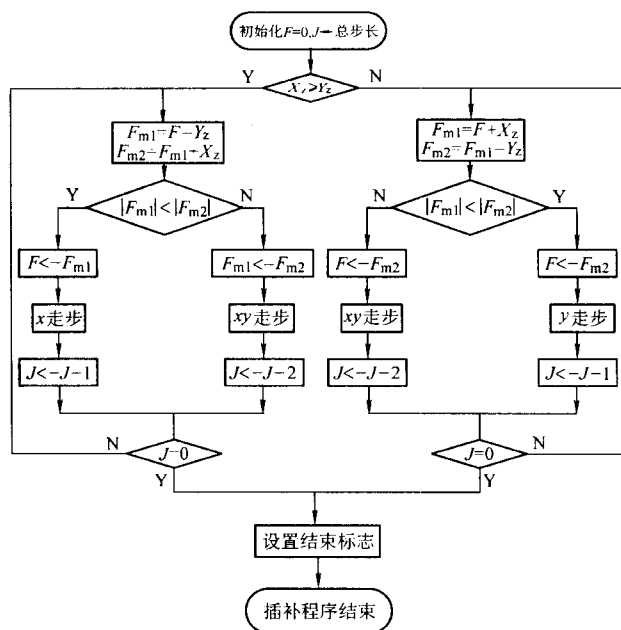 初始化F=0,J←总步长
Y
N
X_z≥Y_z
F_m1=F-Y_z
F_m2=F_m1+X_z
F_m1=F+X_z
F_m2=F_m1-Y_z
Y
|F_m1|<|F_m2|
N
N
|F_m1|<|F_m2|
Y
F<-F_m1
F_m1<-F_m2
F<-F_m2
F<-F_m2
x走步
xy走步
xy走步
y走步
J<-J-1
J<-J-2
J<-J-2
J<-J-1
N
J=0
J=0
N
Y
Y
设置结束标志
插补程序结束